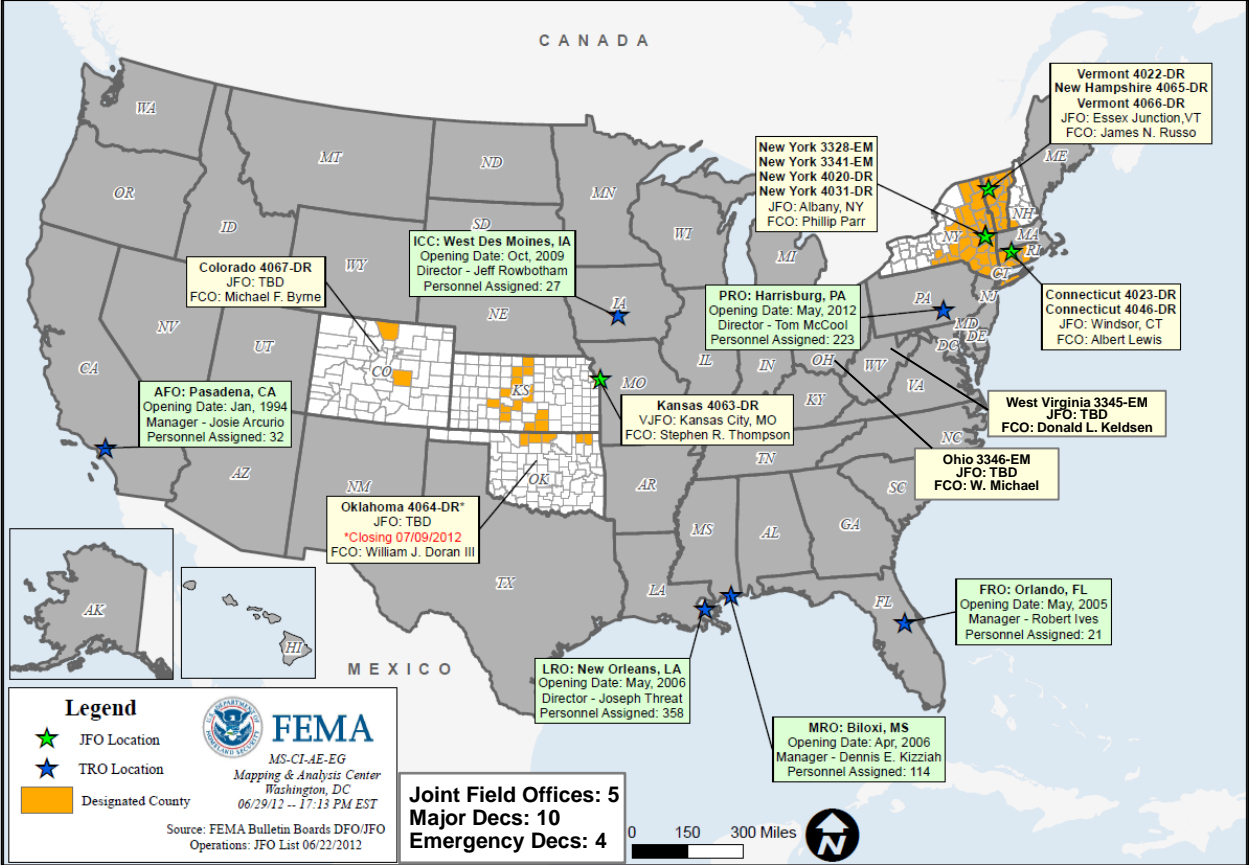 CANADA
Vermont 4022-DR
New Hampshire 4065-DR
Vermont 4066-DR
JFO: Essex Junction,VT
FCO: James N. Russo
New York 3328-EM
New York 3341-EM
New York 4020-DR
New York 4031-DR
JFO: Albany, NY
FCO: Phillip Parr
WA
MT
ND
MN
ME
OR
ID
SD
WI
MI
NY
NH
MA
RI
CT
WY
ICC: West Des Moines, IA
Opening Date: Oct, 2009
Director - Jeff Rowbotham
Personnel Assigned: 27
Colorado 4067-DR
JFO: TBD
FCO: Michael F. Byrne
IA
NE
PRO: Harrisburg, PA
Opening Date: May, 2012
Director - Tom McCool
Personnel Assigned: 223
PA
NJ
MD
DE
DC
Connecticut 4023-DR
Connecticut 4046-DR
JFO: Windsor, CT
FCO: Albert Lewis
NV
UT
CA
CO
KS
MO
IL
IN
OH
WV
VA
KY
AFO: Pasadena, CA
Opening Date: Jan, 1994
Manager - Josie Arcurio
Personnel Assigned: 32
Kansas 4063-DR
VJFO: Kansas City, MO
FCO: Stephen R. Thompson
West Virginia 3345-EM
JFO: TBD
FCO: Donald L. Keldsen
NC
TN
Ohio 3346-EM
JFO: TBD
FCO: W. Michael
AZ
NM
OK
AR
SC
Oklahoma 4064-DR*
JFO: TBD
*Closing 07/09/2012
FCO: William J. Doran III
MS
AL
GA
TX
LA
FL
FRO: Orlando, FL
Opening Date: May, 2005
Manager - Robert Ives
Personnel Assigned: 21
AK
HI
MEXICO
LRO: New Orleans, LA
Opening Date: May, 2006
Director - Joseph Threat
Personnel Assigned: 358
MRO: Biloxi, MS
Opening Date: Apr, 2006
Manager - Dennis E. Kizziah
Personnel Assigned: 114
Legend
JFO Location
TRO Location
Designated County
FEMA
MS-CI-AE-EG
Mapping & Analysis Center
Washington, DC
06/29/12 -- 17:13 PM EST
Source: FEMA Bulletin Boards DFO/JFO
Operations: JFO List 06/22/2012
Joint Field Offices: 5
Major Decs: 10
Emergency Decs: 4
0 150 300 Miles
N